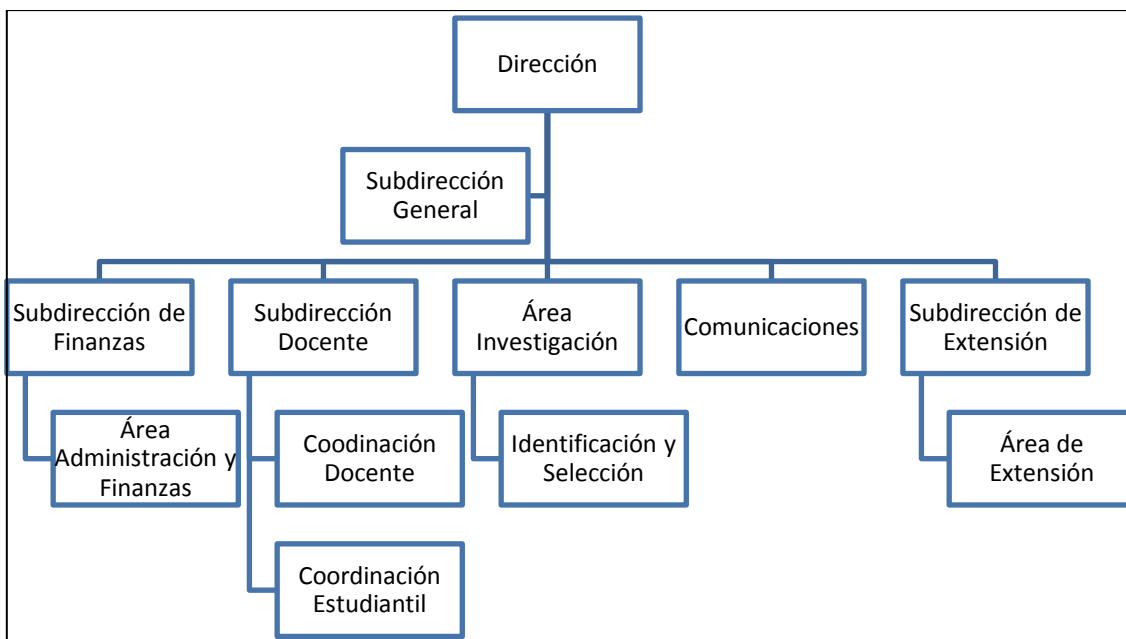 Dirección
Subdirección
General
Subdirección de
Finanzas
Subdirección
Docente
Área
Investigación
Comunicaciones
Subdirección de
Extensión
Área
Administración y
Finanzas
Coodinación
Docente
Identificación y
Selección
Área de
Extensión
Coordinación
Estudiantil